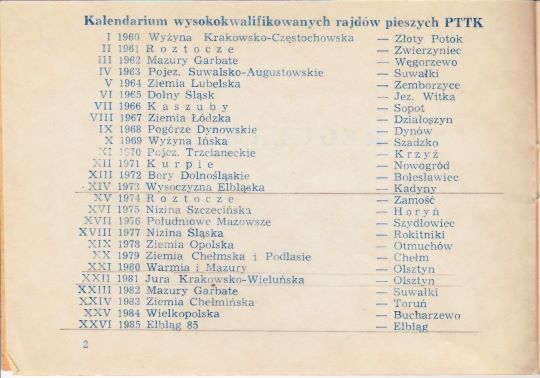 Kalendarium wysokokwalifikowanych rajdów pieszych PTTK
I 1960 Wyżyna Krakowsko-Częstochowska — Złoty Potok
II 1961 Roztocze — Zwierzyniec
III 1962 Mazury Garbate — Węgorzewo
IV 1963 Pojez. Suwalsko-Augustowskie — Suwałki
V 1964 Ziemia Lubelska — Zemborzyce
VI 1965 Dolny Śląsk — Jez. Witka
VII 1966 Kaszuby — Sopot
VIII 1967 Ziemia Łódzka — Działoszyn
IX 1968 Pogórze Dynowskie — Dynów
X 1969 Wyżyna Ińska — Szadzko
XI 1970 Pojez. Trzcianeckie — Krzyż
XII 1971 Kurpie — Nowogród
XIII 1972 Bory Dolnośląskie — Bolesławiec
XIV 1973 Wysoczyzna Elbląska — Kadyny
XV 1974 Roztocze — Zamość
XVI 1975 Nizina Szczecińska — Horyń
XVII 1976 Południowe Mazowsze — Szydłowiec
XVIII 1977 Nizina Śląska — Rokitniki
XIX 1978 Ziemia Opolska — Otmuchów
XX 1979 Ziemia Chełmska i Podlasie — Chełm
XXI 1980 Warmia i Mazury — Olsztyn
XXII 1981 Jura Krakowsko-Wieluńska — Olsztyn
XXIII 1982 Mazury Garbate — Suwałki
XXIV 1983 Ziemia Chełmińska — Toruń
XXV 1984 Wielkopolska — Bucharzewo
XXVI 1985 Elbląg 85 — Elbląg
2